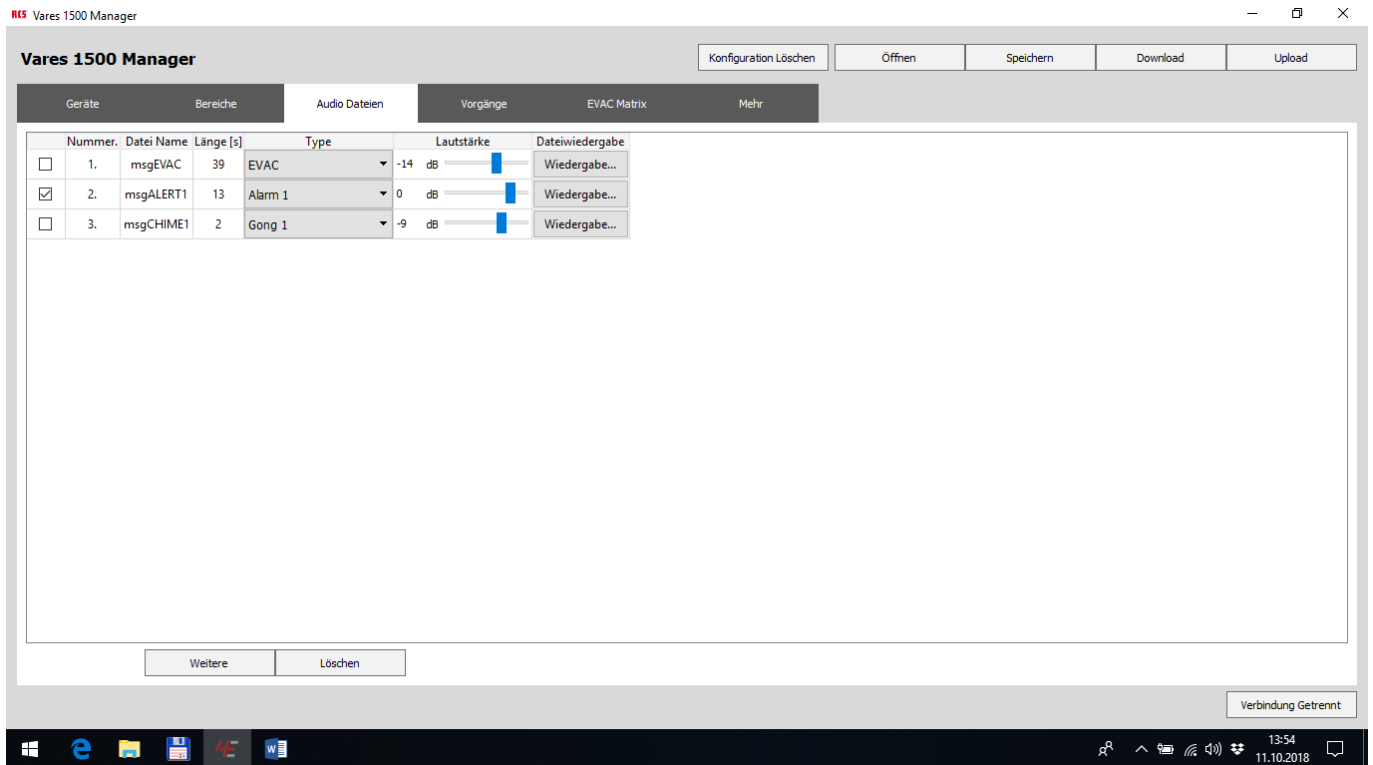 RCS Vares 1500 Manager
Vares 1500 Manager
Konfiguration Löschen Öffnen Speichern Download Upload
Geräte Bereiche Audio Dateien Vorgänge EVAC Matrix Mehr
Nummer. Datei Name Länge [s] Type Lautstärke Dateiwiedergabe
1. msgEVAC 39 EVAC -14 dB Wiedergabe...
2. msgALERT1 13 Alarm 1 0 dB Wiedergabe...
3. msgCHIME1 2 Gong 1 -9 dB Wiedergabe...
Weitere Löschen
Verbindung Getrennt
13:54
11.10.2018